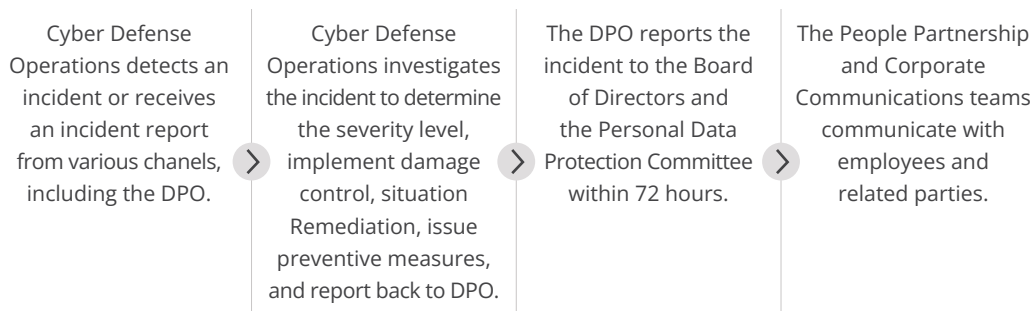 Cyber Defense
Operations detects an
incident or receives
an incident report
from various chanels,
including the DPO.
Cyber Defense
Operations investigates
the incident to determine
the severity level,
implement damage
control, situation
Remediation, issue
preventive measures,
and report back to DPO.
The DPO reports the
incident to the Board
of Directors and
the Personal Data
Protection Committee
within 72 hours.
The People Partnership
and Corporate
Communications teams
communicate with
employees and
related parties.